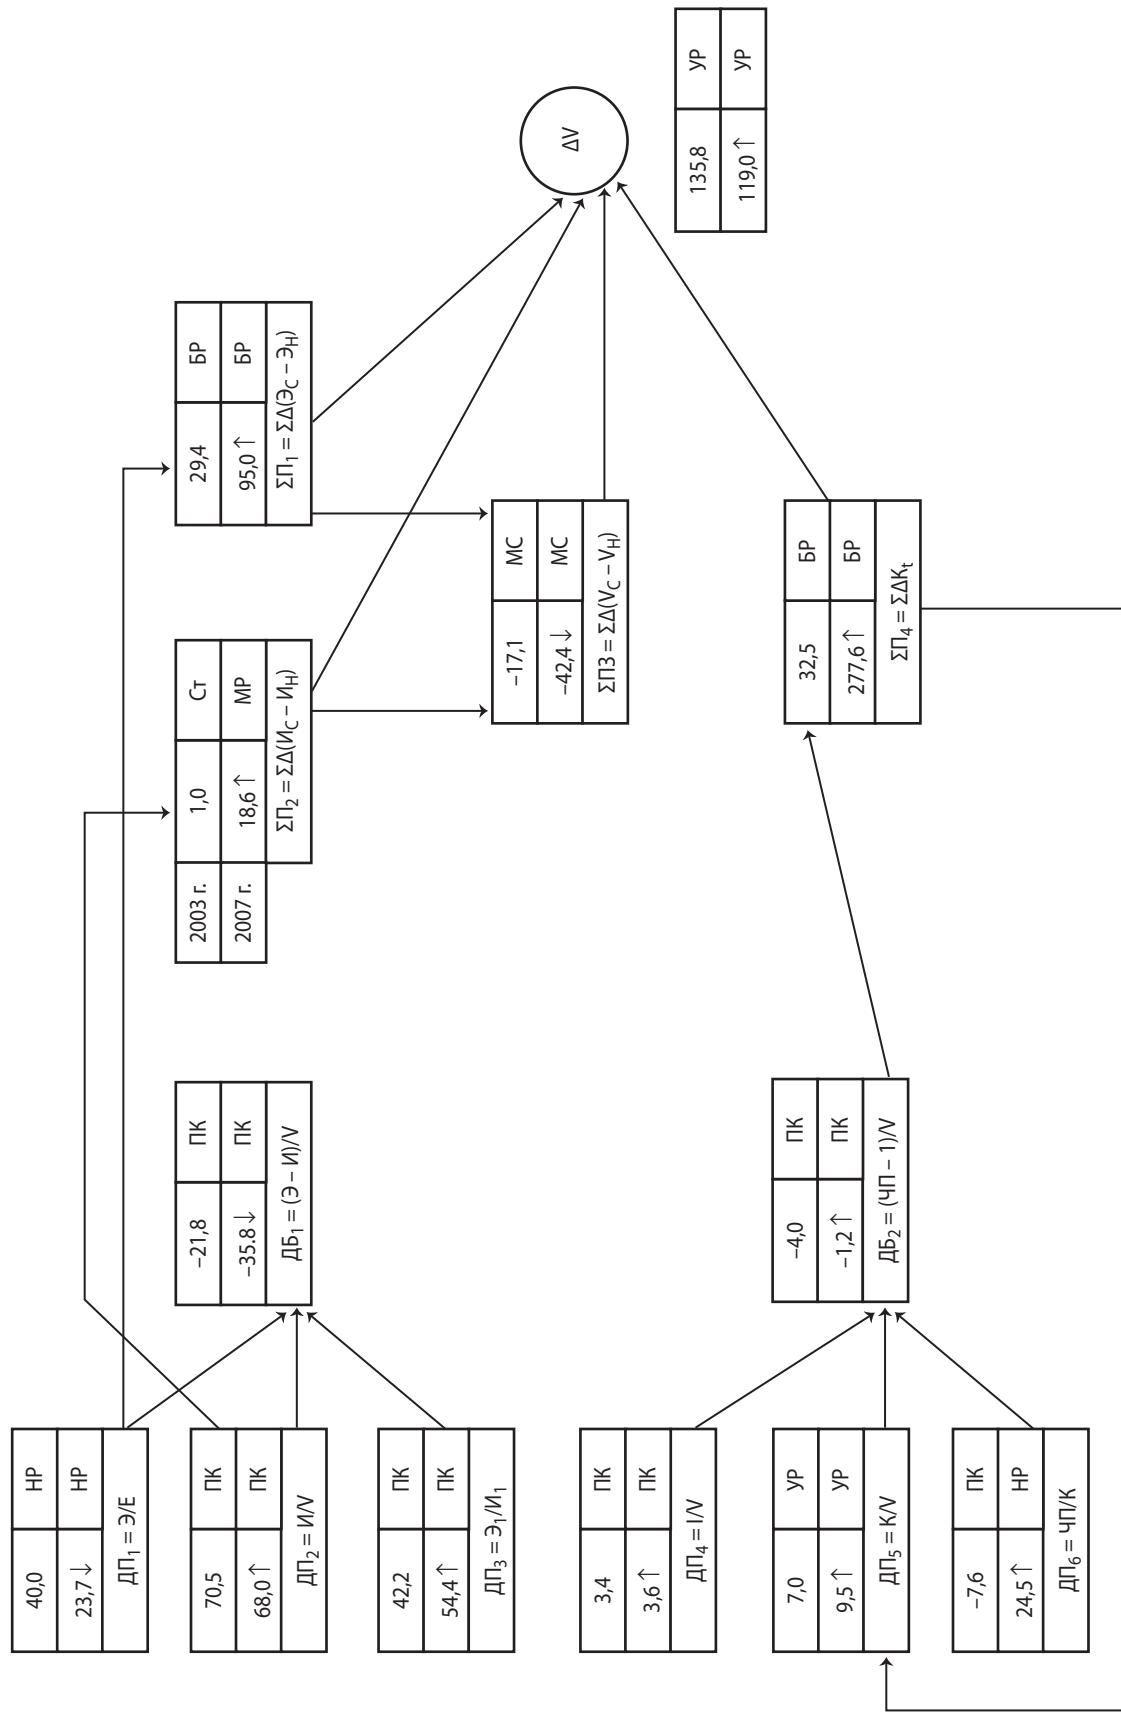 40,0 НР
23,7 ↓ НР
ДП₁ = Э/Е
70,5 ПК
68,0 ↑ ПК
ДП₂ = И/V
42,2 ПК
54,4 ↑ ПК
ДП₃ = Э₁/И₁
3,4 ПК
3,6 ↑ ПК
ДП₄ = I/V
7,0 УР
9,5 ↑ УР
ДП₅ = К/V
−7,6 ПК
24,5 ↑ НР
ДП₆ = ЧП/К
−21,8 ПК
−35.8 ↓ ПК
ДБ₁ = (Э − И)/V
−4,0 ПК
−1,2 ↑ ПК
ДБ₂ = (ЧП − 1)/V
2003 г. 1,0 Ст
2007 г. 18,6 ↑ МР
ΣП₂ = ΣΔ(И_С − И_Н)
29,4 БР
95,0 ↑ БР
ΣП₁ = ΣΔ(Э_С − Э_Н)
−17,1 МС
−42,4 ↓ МС
ΣП3 = ΣΔ(V_С − V_Н)
32,5 БР
277,6 ↑ БР
ΣП₄ = ΣΔK_t
ΔV
135,8 УР
119,0 ↑ УР